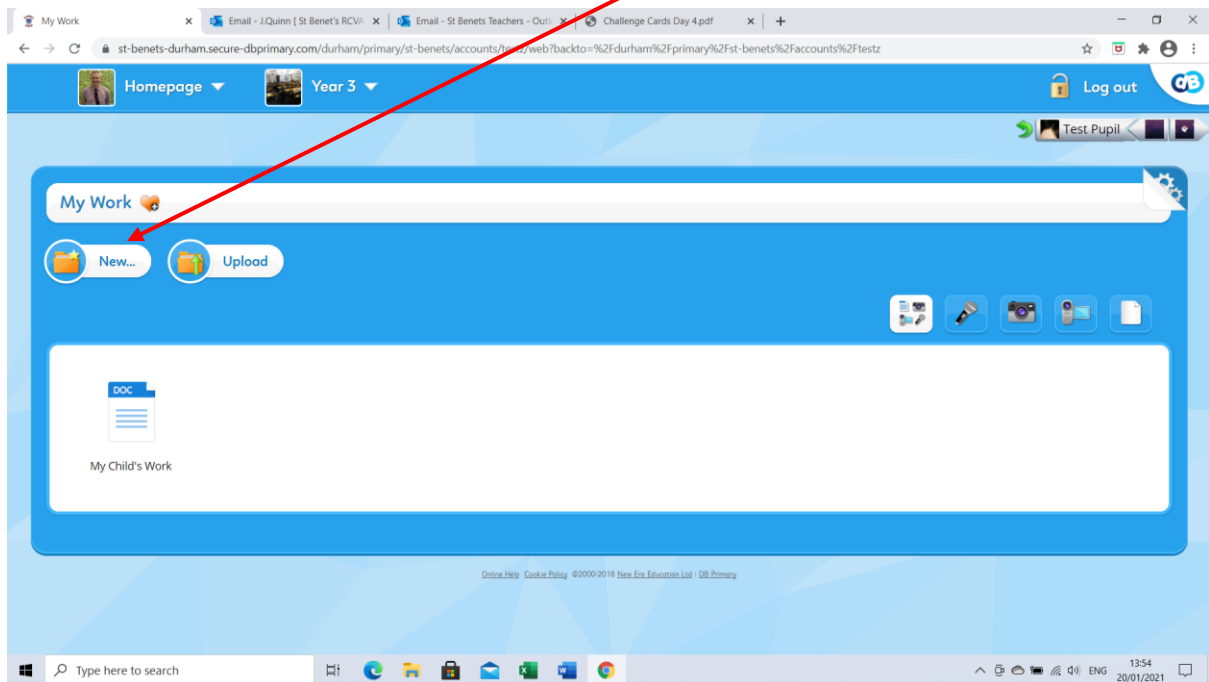 My Work
Email - J.Quinn | St Benet's RCVA
Email - St Benets Teachers - Outl
Challenge Cards Day 4.pdf
st-benets-durham.secure-dbprimary.com/durham/primary/st-benets/accounts/testz/web?backto=%2Fdurham%2Fprimary%2Fst-benets%2Faccounts%2Ftestz
Homepage
Year 3
Log out
Test Pupil
My Work
New...
Upload
DOC
My Child's Work
Online Help Cookie Policy ©2000-2018 New Era Education Ltd | DB Primary
Type here to search
ENG
13:54
20/01/2021